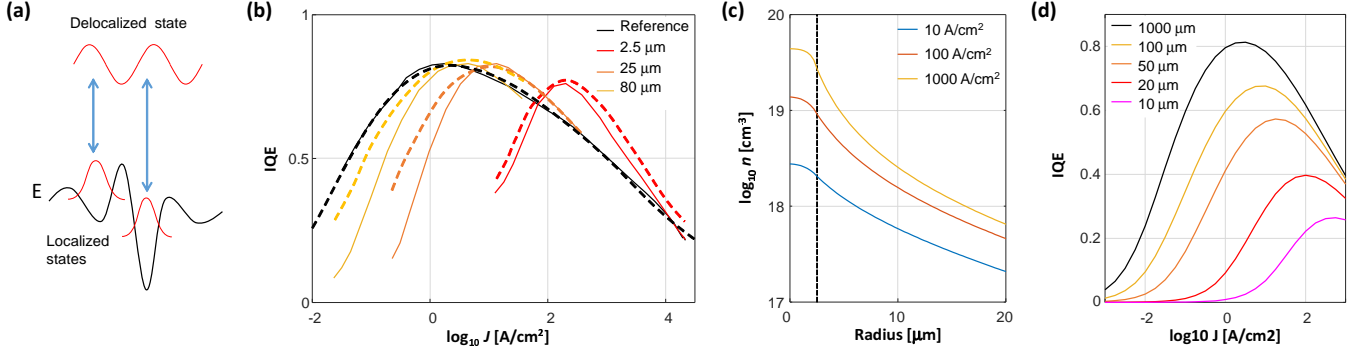 (a)
Delocalized state
E
Localized
states
(b)
IQE
1
0.5
0
-2
0
2
4
log₁₀ J [A/cm²]
Reference
2.5 μm
25 μm
80 μm
(c)
log₁₀ n [cm⁻³]
20
19
18
17
0
10
20
Radius [μm]
10 A/cm²
100 A/cm²
1000 A/cm²
(d)
IQE
0.8
0.6
0.4
0.2
0.0
-2
0
2
log10 J [A/cm2]
1000 μm
100 μm
50 μm
20 μm
10 μm